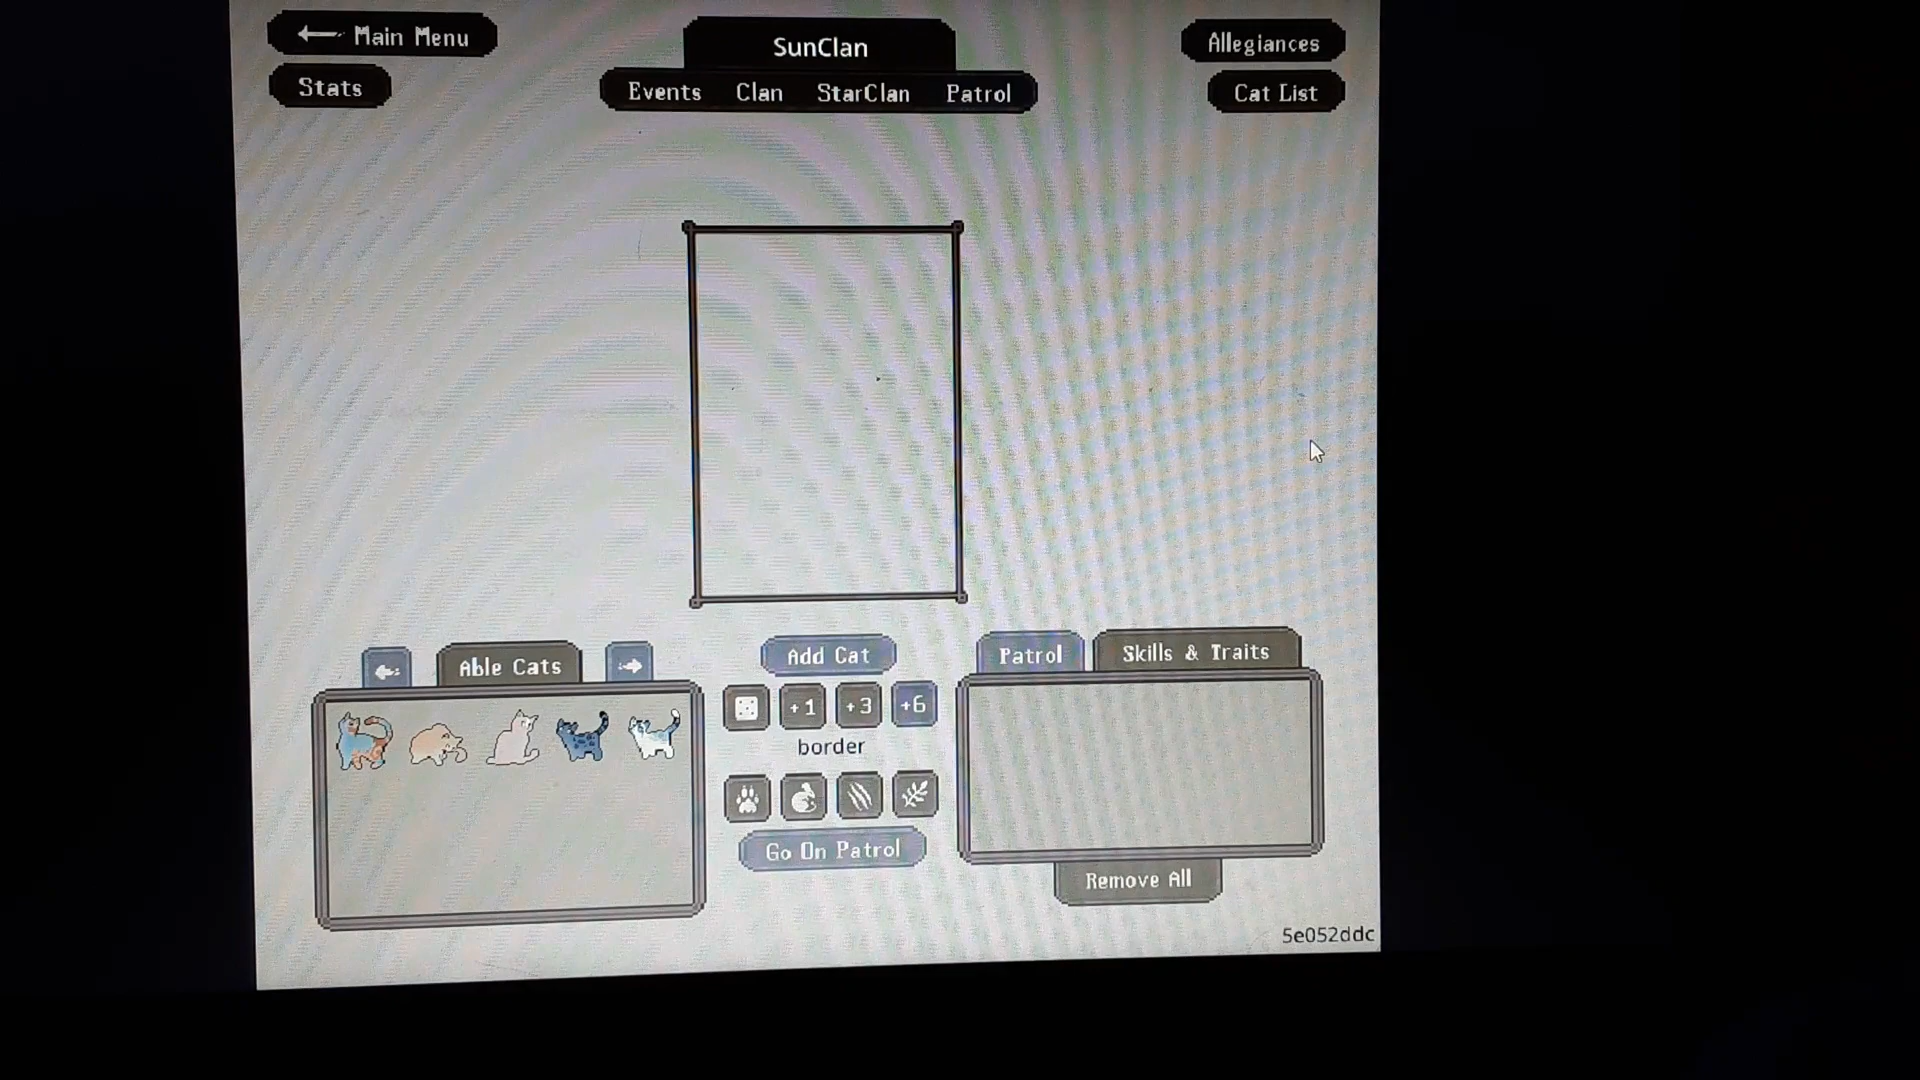 Main Menu
SunClan
Allegiances
Stats
Events Clan StarClan Patrol
Cat List
Able Cats
Add Cat
Patrol
Skills & Traits
+1 +3 +6
border
Go On Patrol
Remove All
5e052ddc